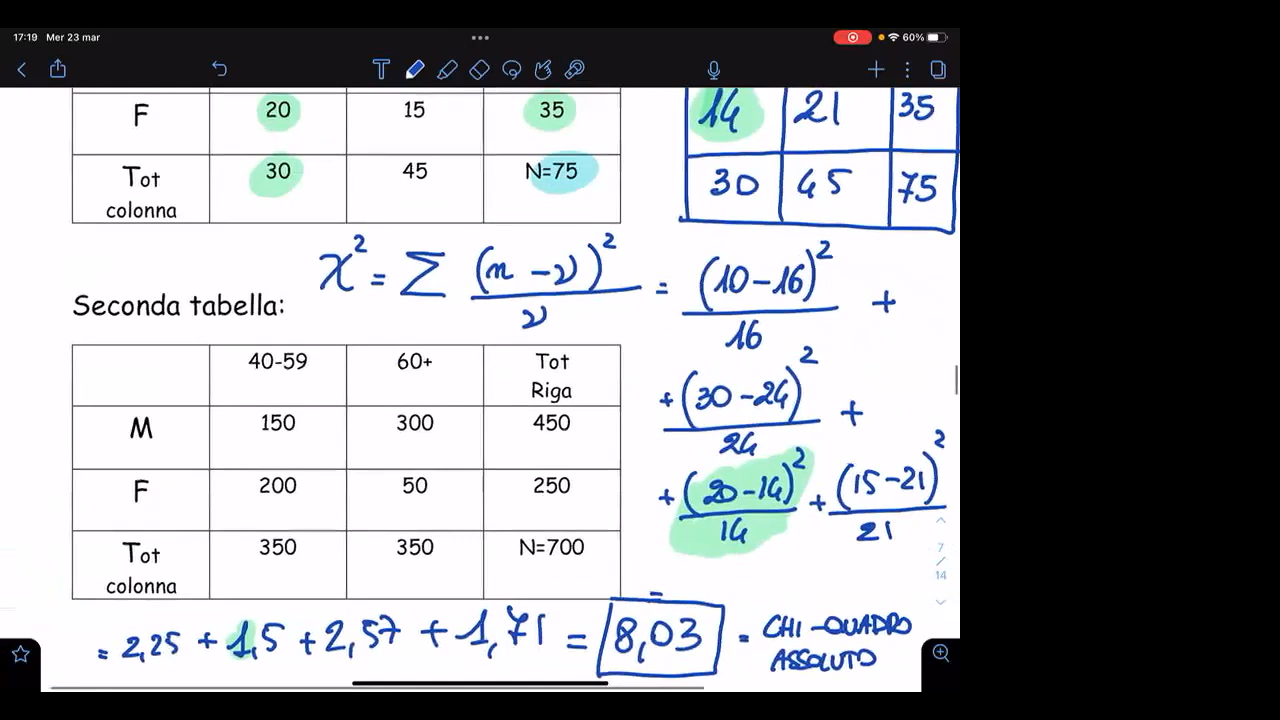 17:19 Mer 23 mar
60%
F 20 15 35
Tot colonna 30 45 N=75
14 21 35
30 45 75
χ² = Σ (n - ν)² / ν = (10-16)² / 16 +
+ (30-24)² / 24 +
+ (20-14)² / 14 + (15-21)² / 21
=
Seconda tabella:
40-59 60+ Tot Riga
M 150 300 450
F 200 50 250
Tot colonna 350 350 N=700
= 2,25 + 1,5 + 2,57 + 1,71 = 8,03 = CHI-QUADRO
ASSOLUTO
7
/
14